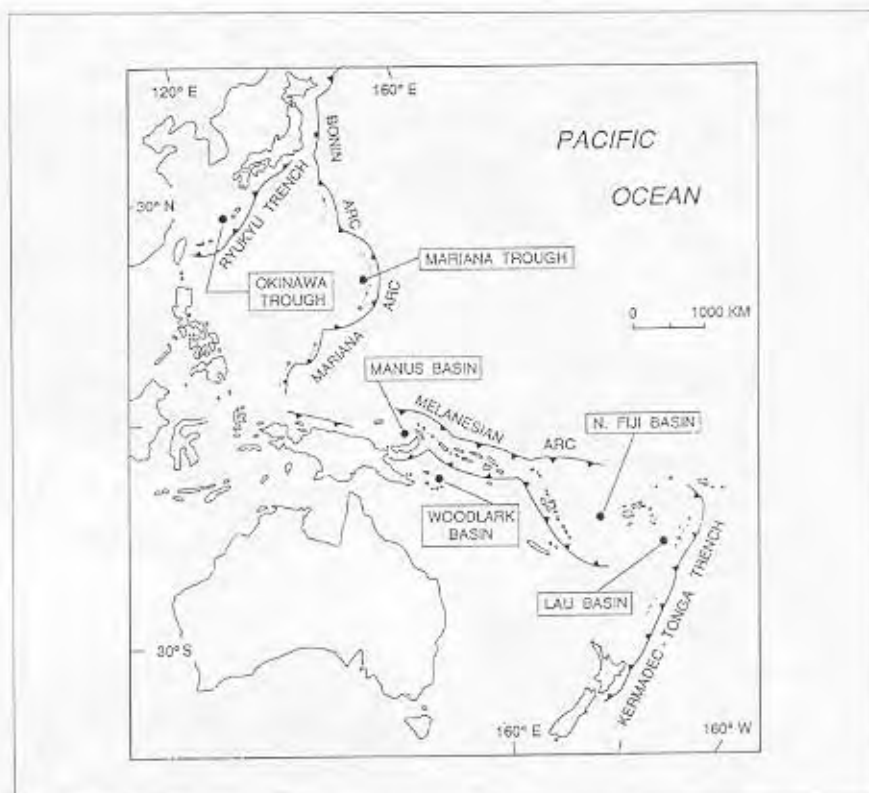 120° E
160° E
PACIFIC
OCEAN
BONIN
ARC
30° N
RYUKYU TRENCH
MARIANA TROUGH
OKINAWA
TROUGH
ARC
0 1000 KM
MARIANA
MANUS BASIN
MELANESIAN
ARC
N. FIJI BASIN
WOODLARK
BASIN
LAU BASIN
KERMADEC - TONGA TRENCH
30° S
160° E
160° W